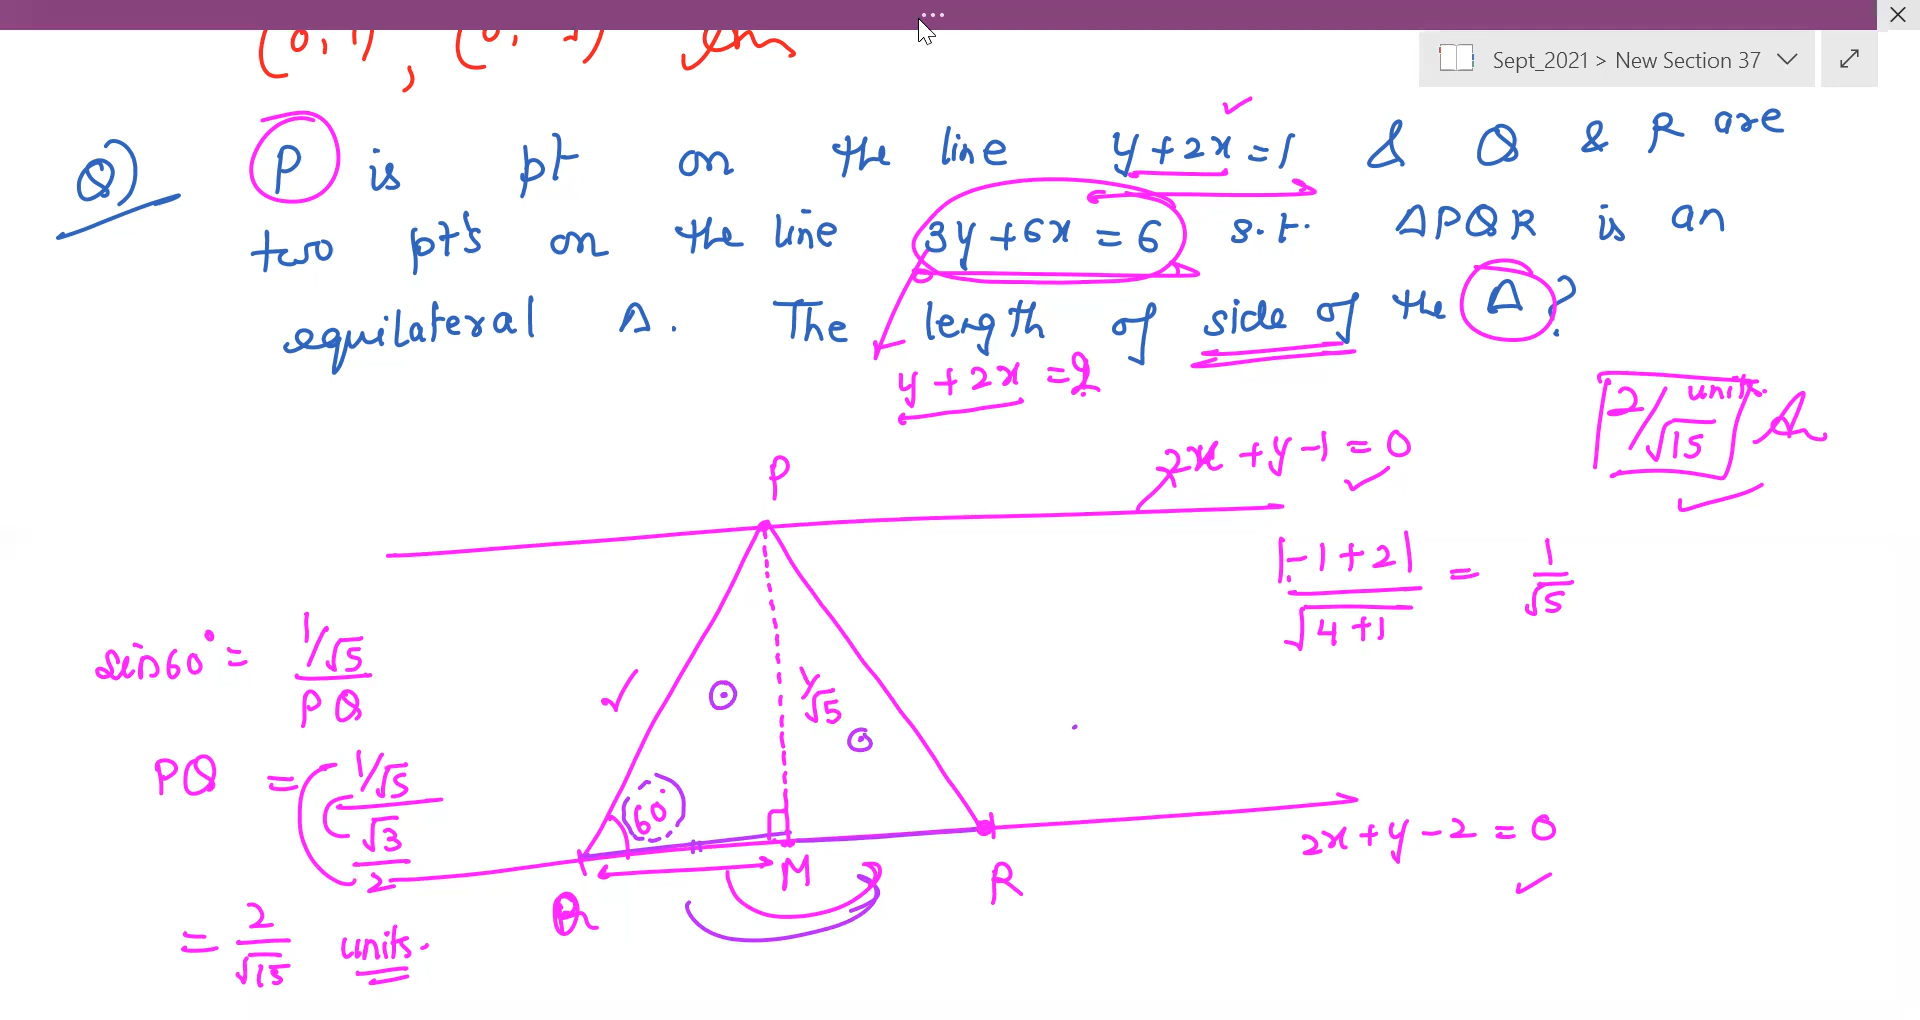 (0, 1), (0,
Sept_2021 > New Section 37
Q) P is pt on the line y + 2x = 1 & Q & R are
two pt's on the line 3y + 6x = 6 s.t. ΔPQR is an
equilateral Δ. The length of side of the Δ?
y + 2x = 2
2/√15 units.
2x + y - 1 = 0
P
|-1 + 2| / √4+1 = 1/√5
sin60° = 1/√5 / PQ
1/√5
PQ = 1/√5 / √3/2
60°
2x + y - 2 = 0
Q M R
= 2/√15 units.